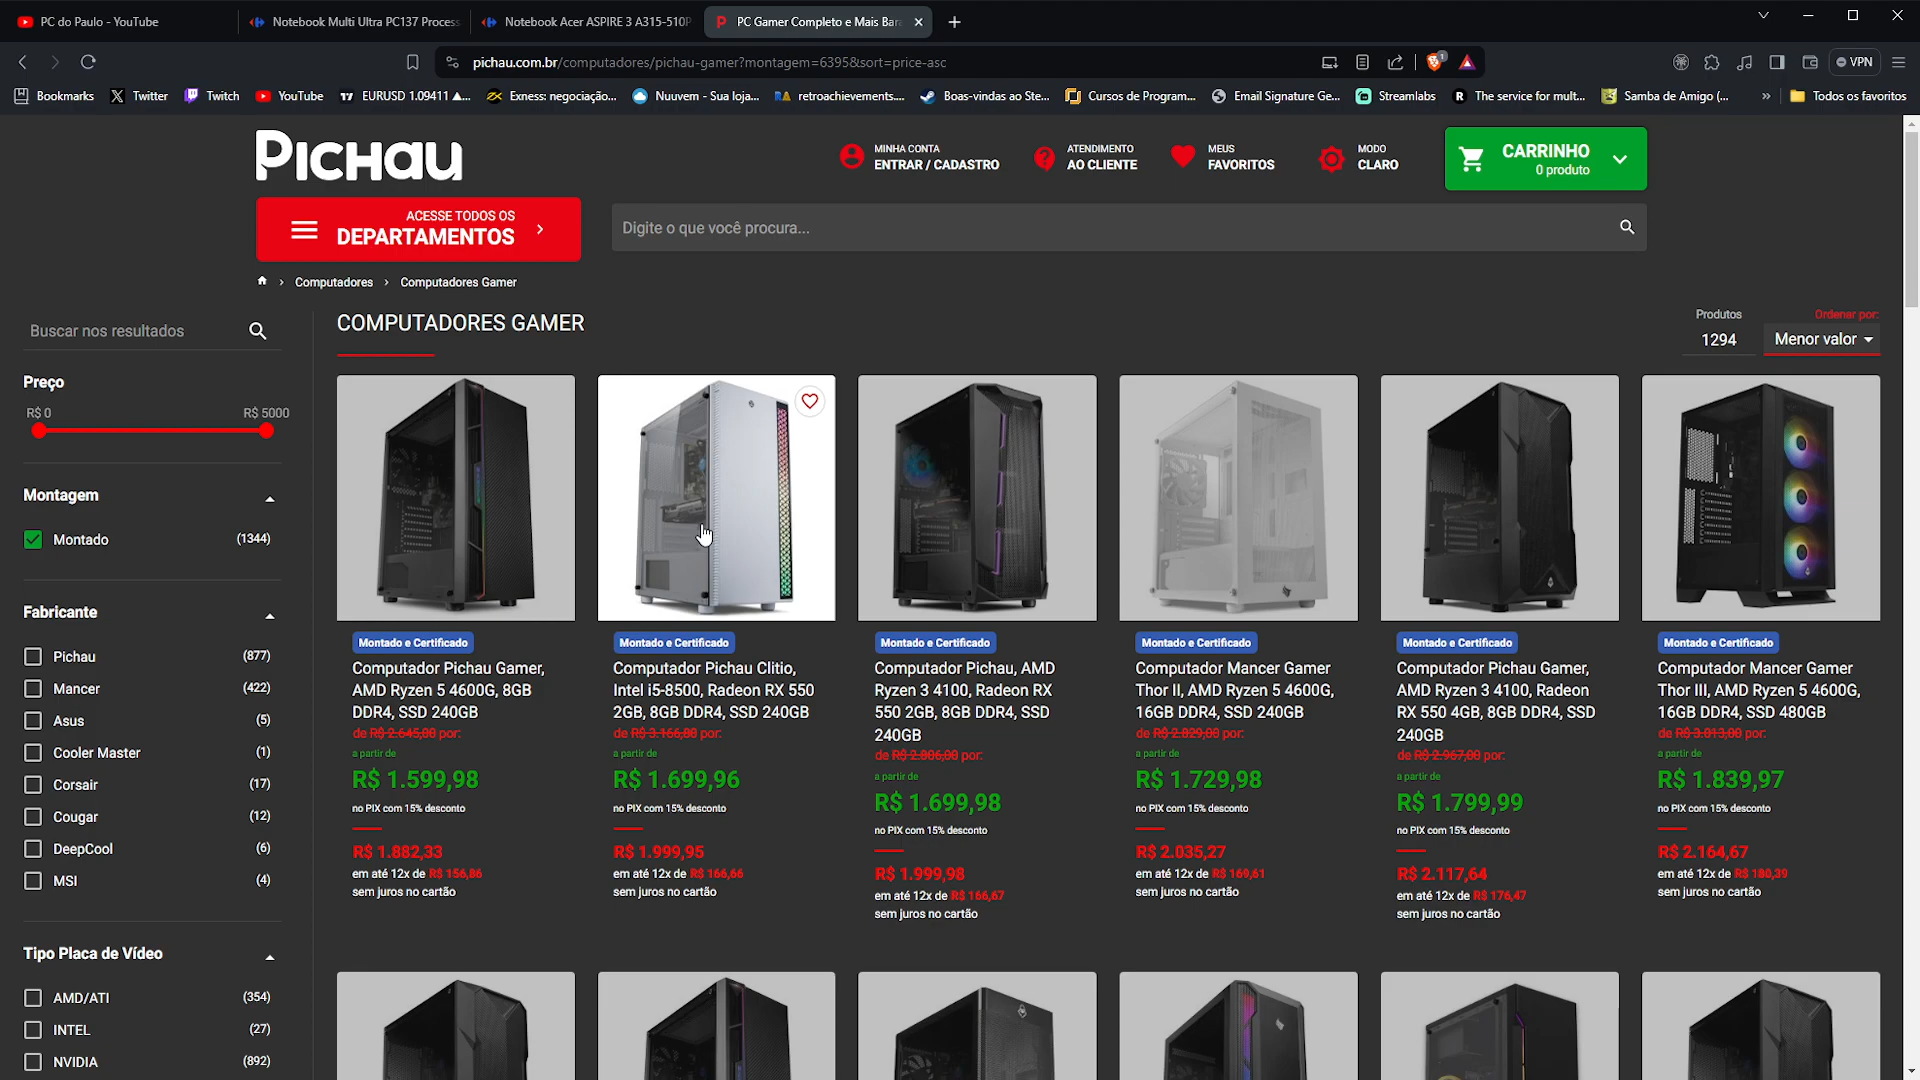 PC do Paulo - YouTube
Notebook Multi Ultra PC137 Process
Notebook Acer ASPIRE 3 A315-510P
PC Gamer Completo e Mais Bara
pichau.com.br/computadores/pichau-gamer?montagem=6395&sort=price-asc
1
VPN
Bookmarks
Twitter
Twitch
YouTube
EURUSD 1.09411 ▲...
Exness: negociação...
Nuuvem - Sua loja...
RA retroachievements....
Boas-vindas ao Ste...
Cursos de Program...
Email Signature Ge...
Streamlabs
R The service for mult...
Samba de Amigo (...
»
Todos os favoritos
PICHAU
MINHA CONTA
ENTRAR / CADASTRO
ATENDIMENTO
AO CLIENTE
MEUS
FAVORITOS
MODO
CLARO
CARRINHO
0 produto
ACESSE TODOS OS
DEPARTAMENTOS
Digite o que você procura...
Computadores
Computadores Gamer
Buscar nos resultados
COMPUTADORES GAMER
Produtos
1294
Ordenar por:
Menor valor
Preço
R$ 0
R$ 5000
Montagem
Montado (1344)
Fabricante
Pichau (877)
Mancer (422)
Asus (5)
Cooler Master (1)
Corsair (17)
Cougar (12)
DeepCool (6)
MSI (4)
Tipo Placa de Vídeo
AMD/ATI (354)
INTEL (27)
NVIDIA (892)
Montado e Certificado
Computador Pichau Gamer,
AMD Ryzen 5 4600G, 8GB
DDR4, SSD 240GB
de R$ 2.645,00 por:
a partir de
R$ 1.599,98
no PIX com 15% desconto
R$ 1.882,33
em até 12x de R$ 156,86
sem juros no cartão
Montado e Certificado
Computador Pichau Clitio,
Intel i5-8500, Radeon RX 550
2GB, 8GB DDR4, SSD 240GB
de R$ 3.166,00 por:
a partir de
R$ 1.699,96
no PIX com 15% desconto
R$ 1.999,95
em até 12x de R$ 166,66
sem juros no cartão
Montado e Certificado
Computador Pichau, AMD
Ryzen 3 4100, Radeon RX
550 2GB, 8GB DDR4, SSD
240GB
de R$ 2.806,00 por:
a partir de
R$ 1.699,98
no PIX com 15% desconto
R$ 1.999,98
em até 12x de R$ 166,67
sem juros no cartão
Montado e Certificado
Computador Mancer Gamer
Thor II, AMD Ryzen 5 4600G,
16GB DDR4, SSD 240GB
de R$ 2.829,00 por:
a partir de
R$ 1.729,98
no PIX com 15% desconto
R$ 2.035,27
em até 12x de R$ 169,61
sem juros no cartão
Montado e Certificado
Computador Pichau Gamer,
AMD Ryzen 3 4100, Radeon
RX 550 4GB, 8GB DDR4, SSD
240GB
de R$ 2.967,00 por:
a partir de
R$ 1.799,99
no PIX com 15% desconto
R$ 2.117,64
em até 12x de R$ 176,47
sem juros no cartão
Montado e Certificado
Computador Mancer Gamer
Thor III, AMD Ryzen 5 4600G,
16GB DDR4, SSD 480GB
de R$ 3.013,00 por:
a partir de
R$ 1.839,97
no PIX com 15% desconto
R$ 2.164,67
em até 12x de R$ 180,39
sem juros no cartão